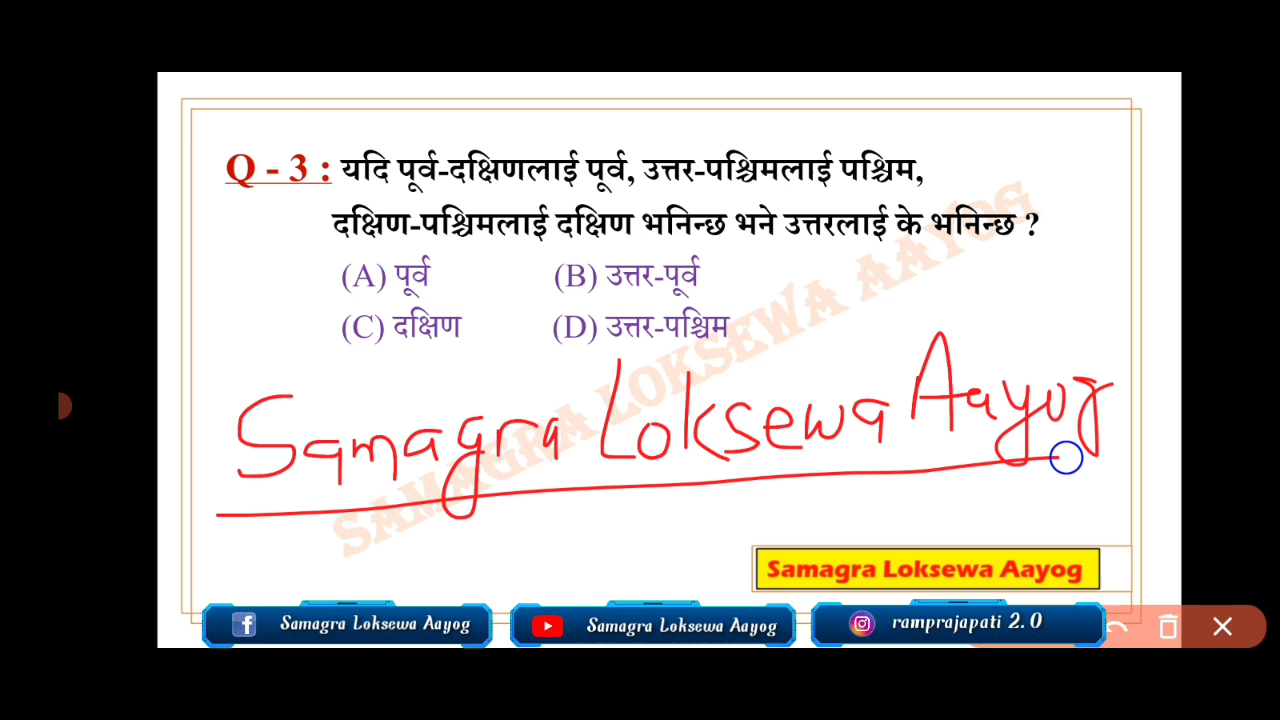 Q - 3 : यदि पूर्व-दक्षिणलाई पूर्व, उत्तर-पश्चिमलाई पश्चिम,
दक्षिण-पश्चिमलाई दक्षिण भनिन्छ भने उत्तरलाई के भनिन्छ ?
(A) पूर्व (B) उत्तर-पूर्व
(C) दक्षिण (D) उत्तर-पश्चिम
SAMAGRA LOKSEWA AAYOG
Samagra Loksewa Aayog
Samagra Loksewa Aayog
Samagra Loksewa Aayog Samagra Loksewa Aayog ramprajapati 2.0